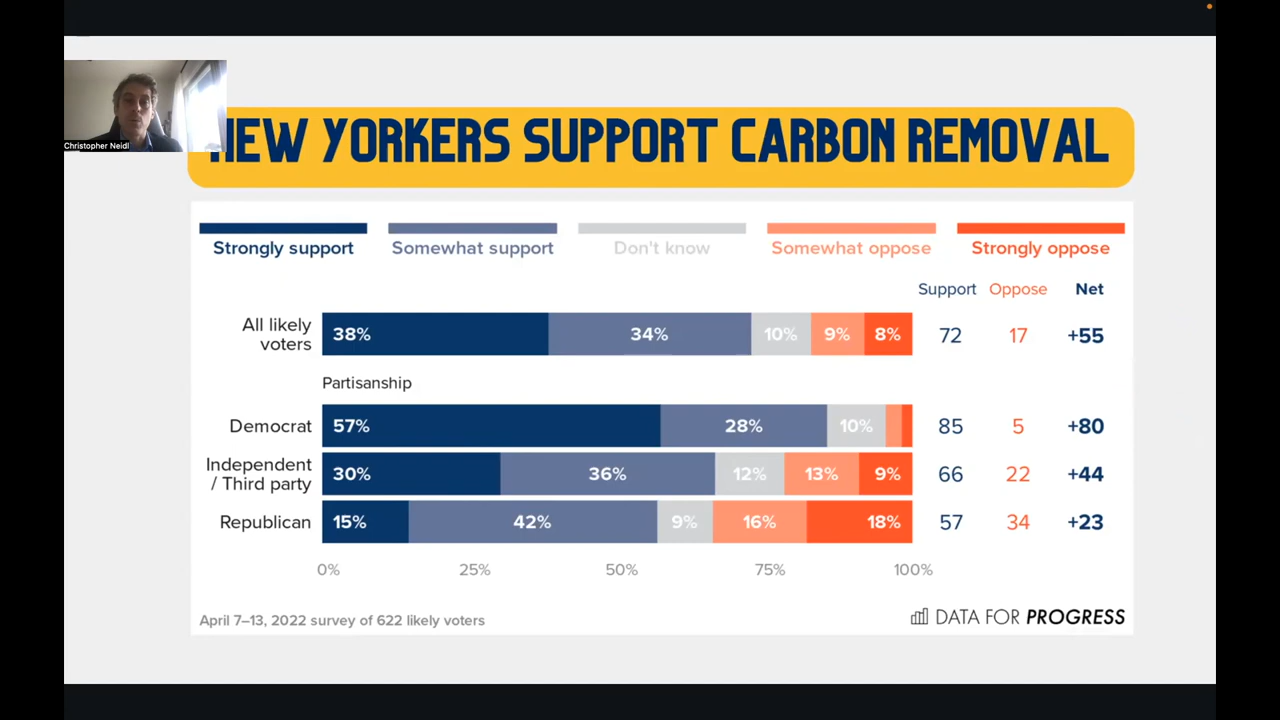 Christopher Neidl
NEW YORKERS SUPPORT CARBON REMOVAL
Strongly support Somewhat support Don't know Somewhat oppose Strongly oppose
Support Oppose Net
All likely voters 38% 34% 10% 9% 8% 72 17 +55
Partisanship
Democrat 57% 28% 10% 85 5 +80
Independent / Third party 30% 36% 12% 13% 9% 66 22 +44
Republican 15% 42% 9% 16% 18% 57 34 +23
0% 25% 50% 75% 100%
April 7–13, 2022 survey of 622 likely voters
DATA FOR PROGRESS